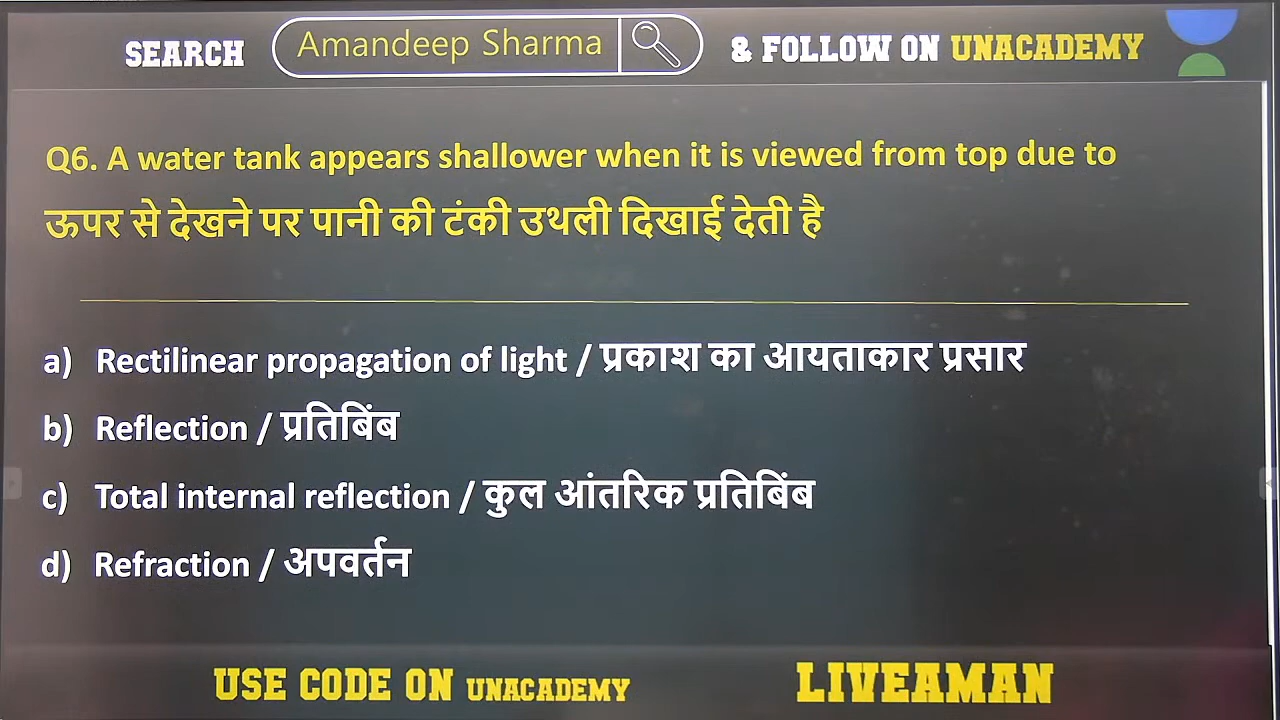 SEARCH Amandeep Sharma & FOLLOW ON UNACADEMY
Q6. A water tank appears shallower when it is viewed from top due to
ऊपर से देखने पर पानी की टंकी उथली दिखाई देती है
a) Rectilinear propagation of light / प्रकाश का आयताकार प्रसार
b) Reflection / प्रतिबिंब
c) Total internal reflection / कुल आंतरिक प्रतिबिंब
d) Refraction / अपवर्तन
USE CODE ON UNACADEMY LIVEAMAN